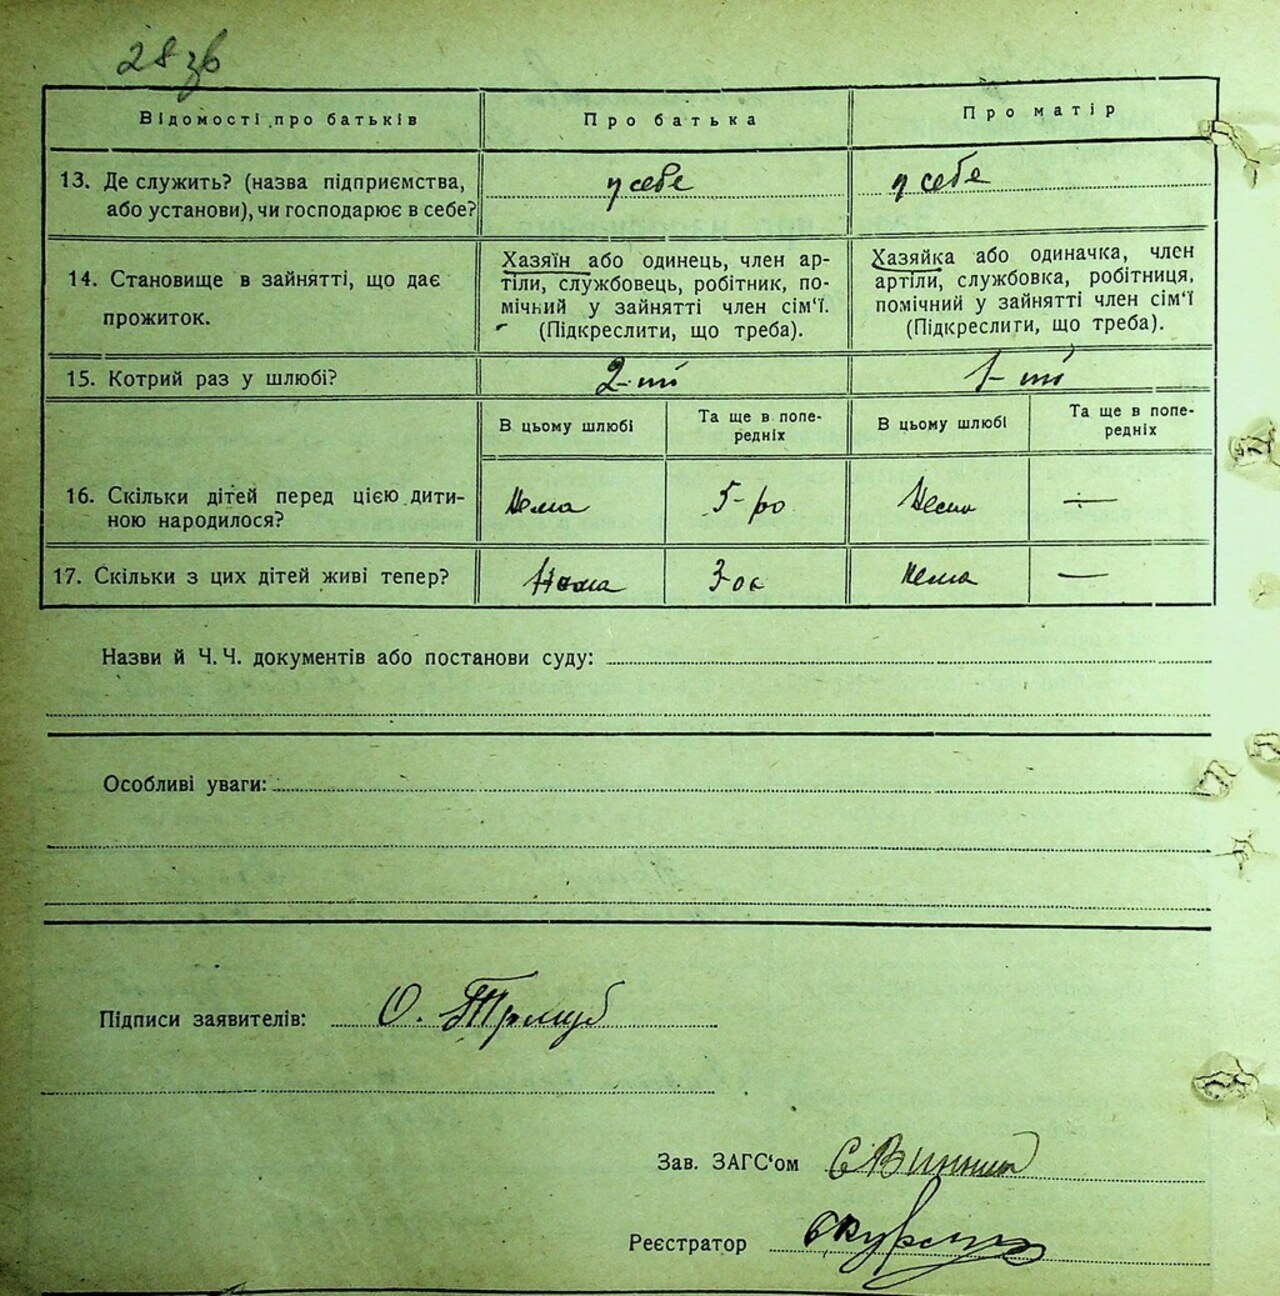 28 зв
Відомості про батьків
Про батька
Про матір
13. Де служить? (назва підприємства, або установи), чи господарює в себе?
у себе
у себе
14. Становище в зайнятті, що дає прожиток.
Хазяїн або одинець, член ар-
тілі, службовець, робітник, по-
мічний у зайнятті член сім'ї.
(Підкреслити, що треба).
Хазяйка або одиначка, член
артілі, службовка, робітниця,
помічний у зайнятті член сім'ї
(Підкреслити, що треба).
15. Котрий раз у шлюбі?
2-ий
1-ий
В цьому шлюбі
Та ще в попе-
редніх
В цьому шлюбі
Та ще в попе-
редніх
16. Скільки дітей перед цією дити-
ною народилося?
Нема
5-ро
Нема
—
17. Скільки з цих дітей живі тепер?
Нема
3-ое
Нема
—
Назви й Ч. Ч. документів або постанови суду:
Особливі уваги:
Підписи заявителів:
О.
Зав. ЗАГС'ом
Реєстратор